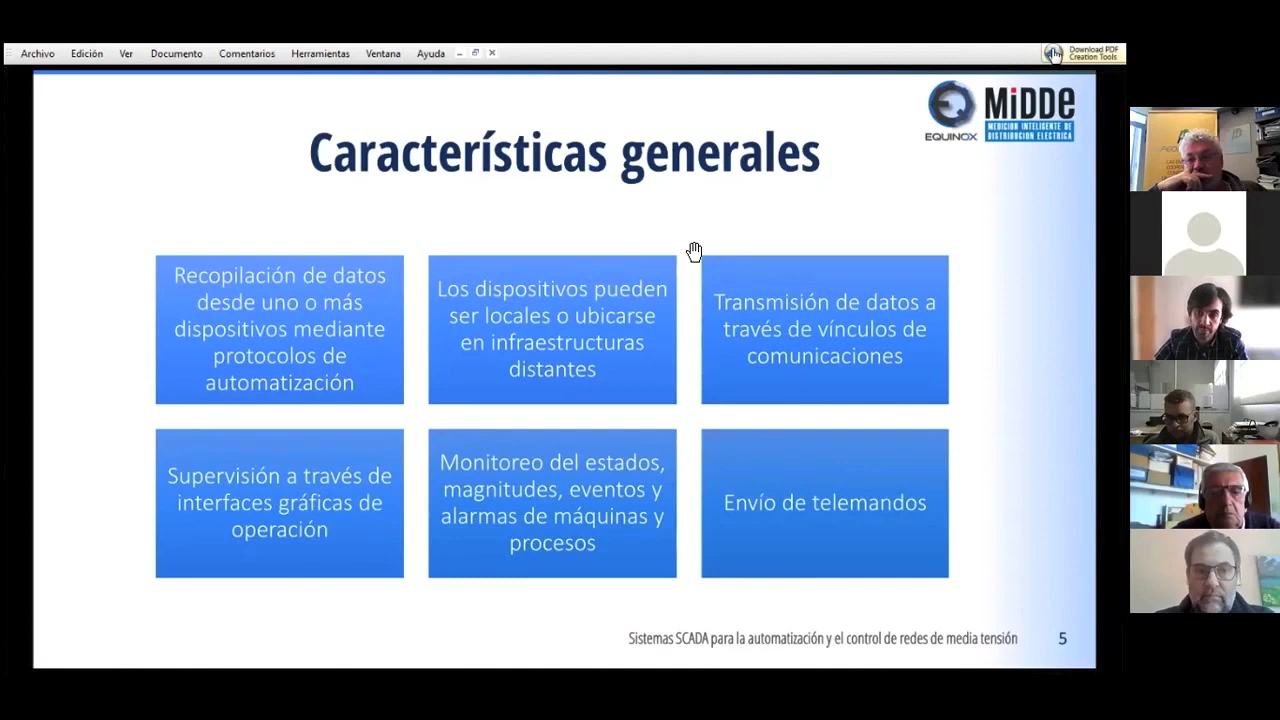 Archivo Edición Ver Documento Comentarios Herramientas Ventana Ayuda
Download PDF
Creation Tools
EQUINOX
MiDDE
MEDICION INTELIGENTE DE
DISTRIBUCION ELECTRICA
Características generales
Recopilación de datos
desde uno o más
dispositivos mediante
protocolos de
automatización
Los dispositivos pueden
ser locales o ubicarse
en infraestructuras
distantes
Transmisión de datos a
través de vínculos de
comunicaciones
Supervisión a través de
interfaces gráficas de
operación
Monitoreo del estados,
magnitudes, eventos y
alarmas de máquinas y
procesos
Envío de telemandos
Sistemas SCADA para la automatización y el control de redes de media tensión
5